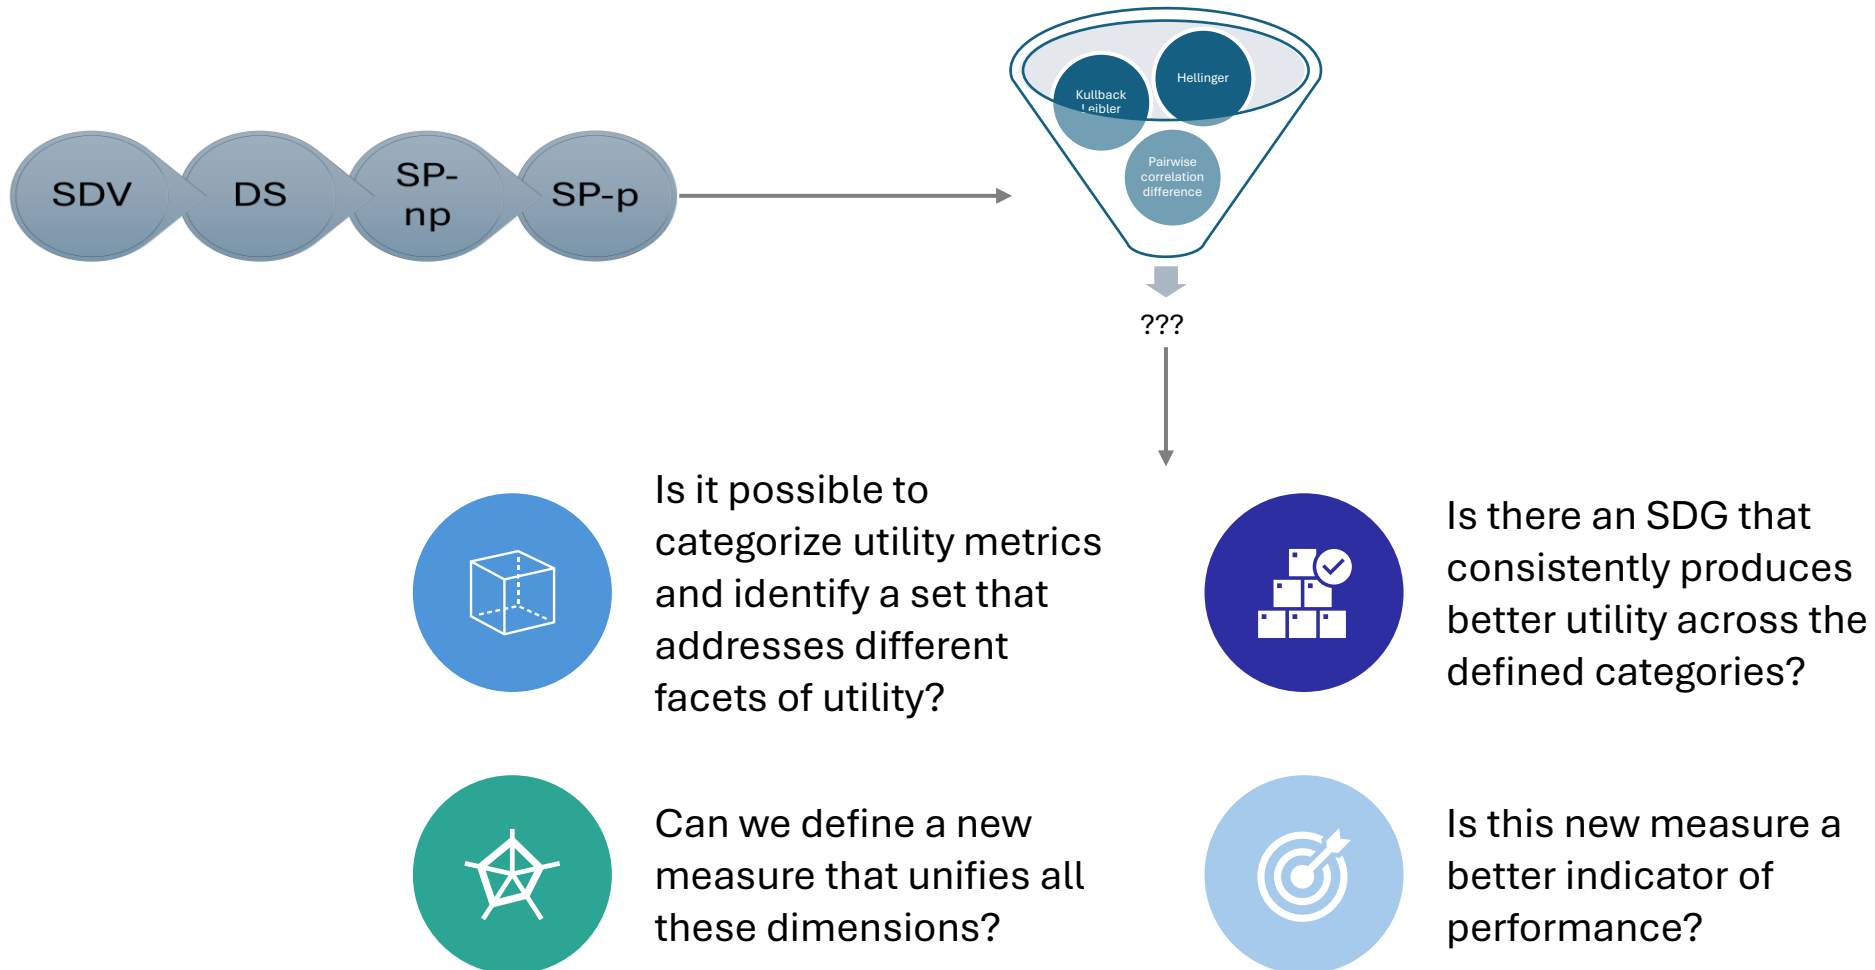 SDV
DS
SP-
np
SP-p
Kullback
Leibler
Hellinger
Pairwise
correlation
difference
???
Is it possible to
categorize utility metrics
and identify a set that
addresses different
facets of utility?
Is there an SDG that
consistently produces
better utility across the
defined categories?
Can we define a new
measure that unifies all
these dimensions?
Is this new measure a
better indicator of
performance?